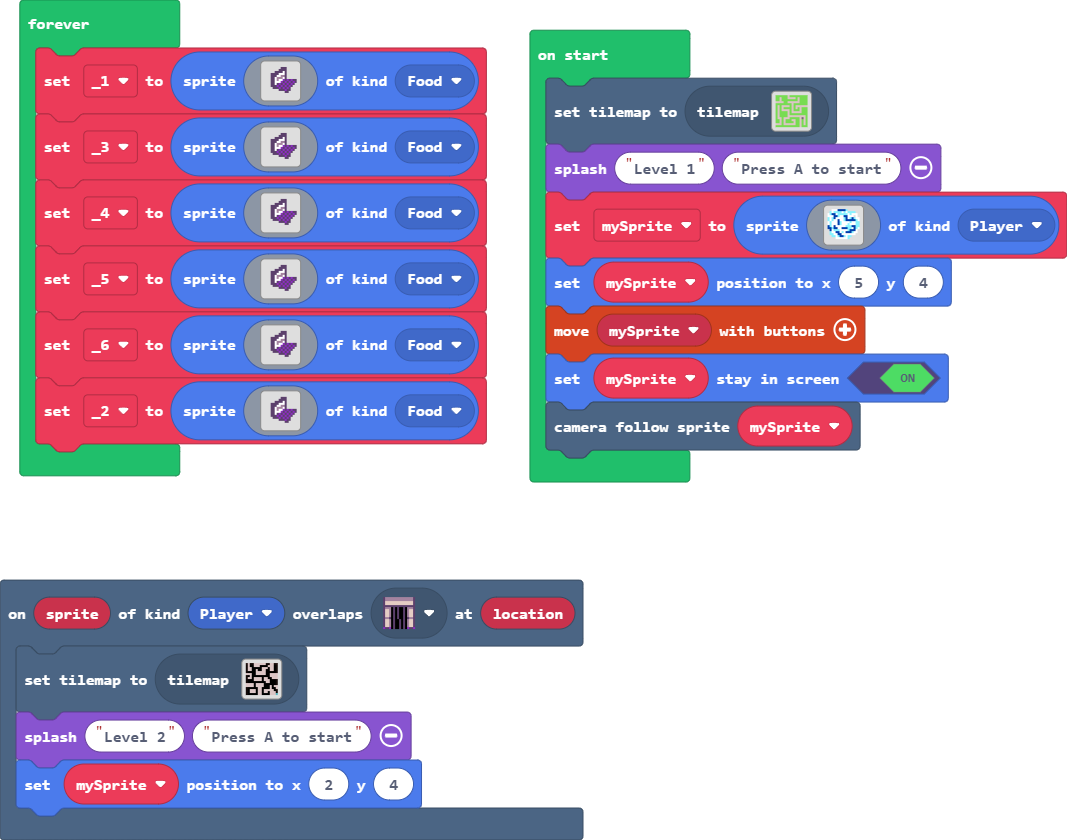 forever
set _1 to sprite of kind Food
set _3 to sprite of kind Food
set _4 to sprite of kind Food
set _5 to sprite of kind Food
set _6 to sprite of kind Food
set _2 to sprite of kind Food
on start
set tilemap to tilemap
splash "Level 1" "Press A to start"
set mySprite to sprite of kind Player
set mySprite position to x 5 y 4
move mySprite with buttons
set mySprite stay in screen ON
camera follow sprite mySprite
on sprite of kind Player overlaps at location
set tilemap to tilemap
splash "Level 2" "Press A to start"
set mySprite position to x 2 y 4